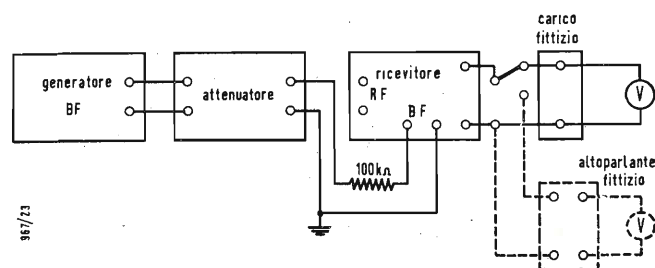 generatore
BF
attenuatore
ricevitore
RF
BF
100kΩ
carico
fittizio
V
altoparlante
fittizio
V
967/23